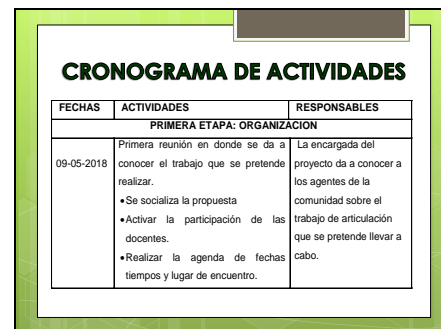 CRONOGRAMA DE ACTIVIDADES
FECHAS ACTIVIDADES RESPONSABLES
PRIMERA ETAPA: ORGANIZACION
09-05-2018
Primera reunión en donde se da a
conocer el trabajo que se pretende
realizar.
•Se socializa la propuesta
•Activar la participación de las
docentes.
•Realizar la agenda de fechas
tiempos y lugar de encuentro.
La encargada del
proyecto da a conocer a
los agentes de la
comunidad sobre el
trabajo de articulación
que se pretende llevar a
cabo.